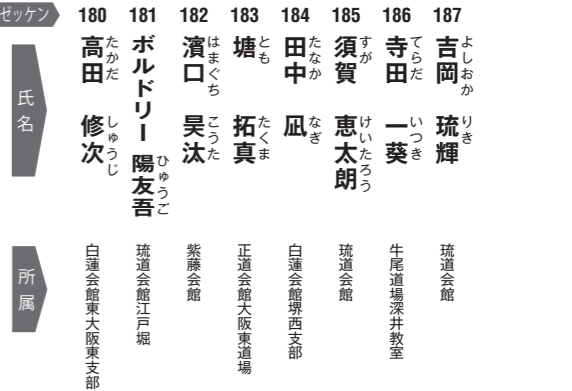 ゼッケン
180 181 182 183 184 185 186 187
氏名
吉岡 琉輝
よしおか りき
寺田 一葵
てらだ いつき
須賀 恵太朗
すが けいたろう
田中 凪
たなか なぎ
塘 拓真
とも たくま
濱口 昊汰
はまぐち こうた
ボルドリー 陽友吾
ひゅうご
高田 修次
たかだ しゅうじ
所属
琉道会館
牛尾道場深井教室
琉道会館
白蓮会館堺西支部
正道会館大阪東道場
紫藤会館
琉道会館江戸堀
白蓮会館東大阪東支部